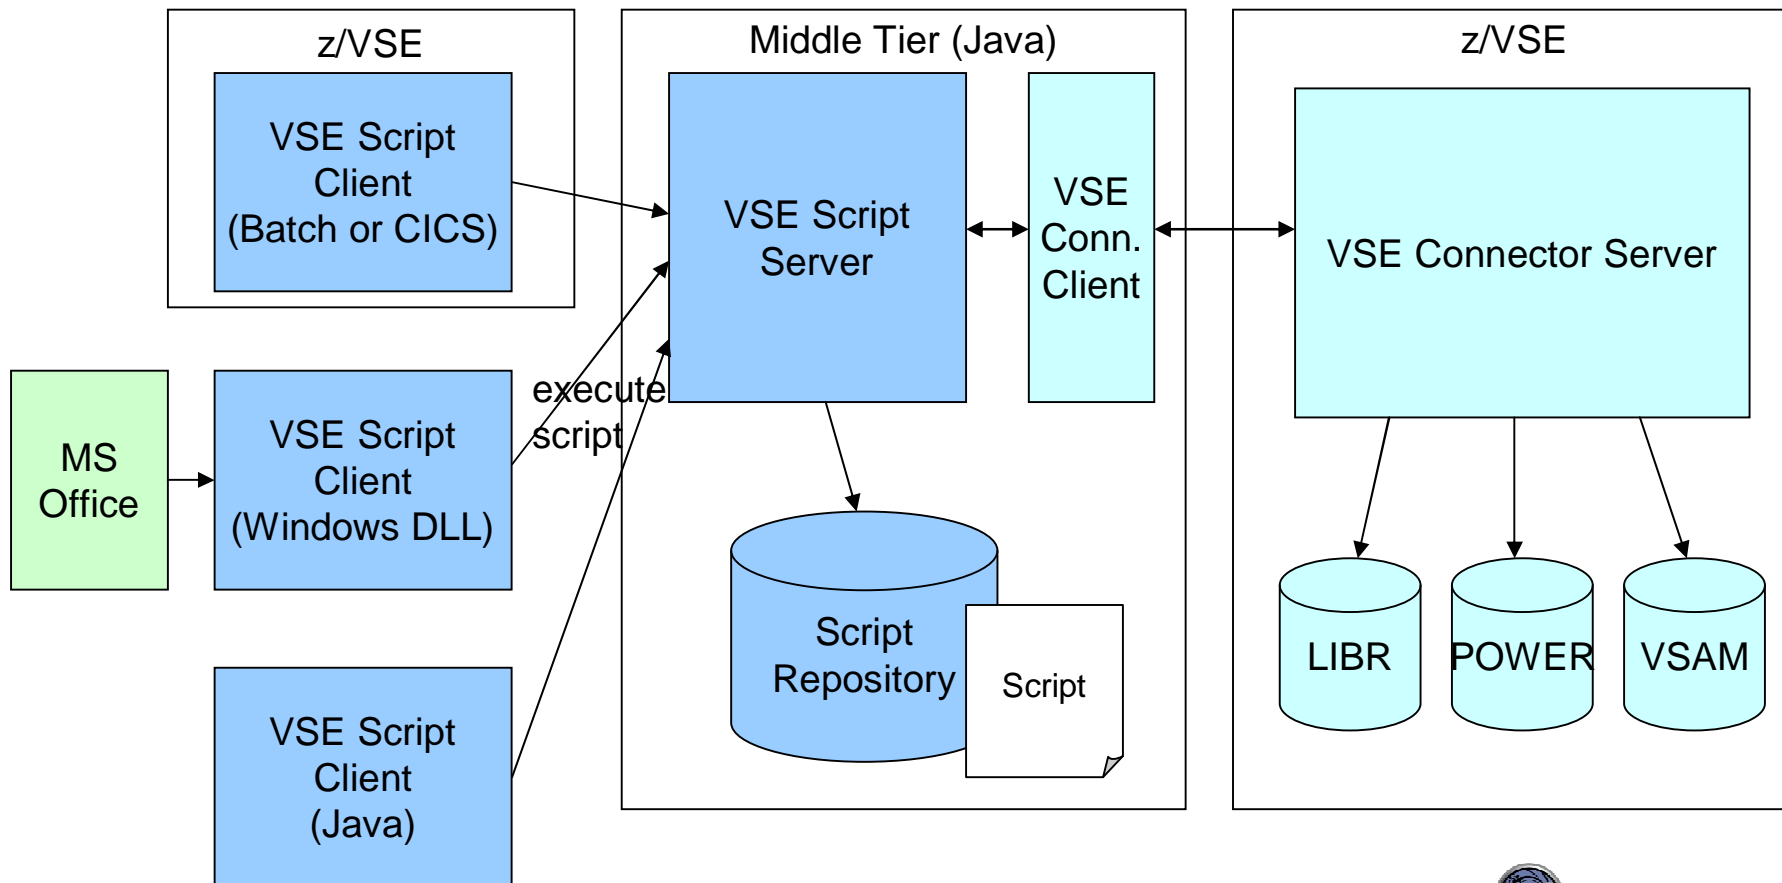 z/VSE
VSE Script
Client
(Batch or CICS)
MS
Office
VSE Script
Client
(Windows DLL)
VSE Script
Client
(Java)
execute
script
Middle Tier (Java)
VSE Script
Server
VSE
Conn.
Client
Script
Repository
Script
z/VSE
VSE Connector Server
LIBR
POWER
VSAM